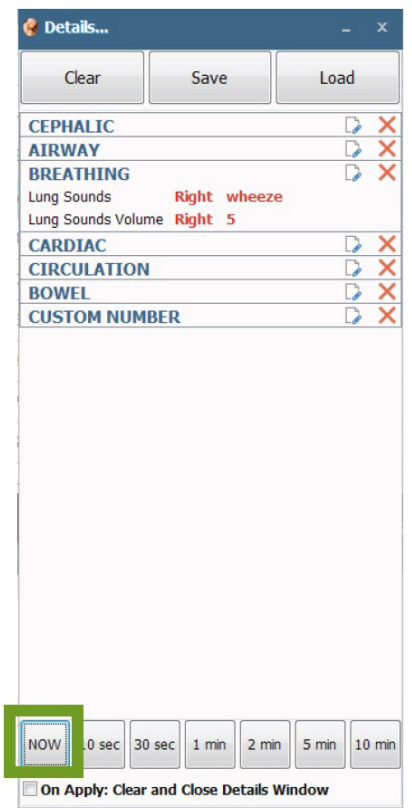 Details...
Clear Save Load
CEPHALIC
AIRWAY
BREATHING
Lung Sounds Right wheeze
Lung Sounds Volume Right 5
CARDIAC
CIRCULATION
BOWEL
CUSTOM NUMBER
NOW .0 sec 30 sec 1 min 2 min 5 min 10 min
On Apply: Clear and Close Details Window